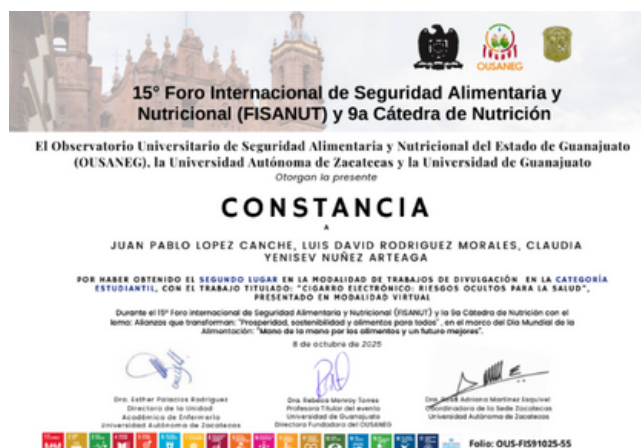 OUSANEG
15° Foro Internacional de Seguridad Alimentaria y
Nutricional (FISANUT) y 9a Cátedra de Nutrición
El Observatorio Universitario de Seguridad Alimentaria y Nutricional del Estado de Guanajuato
(OUSANEG), la Universidad Autónoma de Zacatecas y la Universidad de Guanajuato
Otorgan la presente
CONSTANCIA
A
JUAN PABLO LOPEZ CANCHE, LUIS DAVID RODRIGUEZ MORALES, CLAUDIA
YENISEV NUÑEZ ARTEAGA
POR HABER OBTENIDO EL SEGUNDO LUGAR EN LA MODALIDAD DE TRABAJOS DE DIVULGACIÓN EN LA CATEGORÍA
ESTUDIANTIL, CON EL TRABAJO TITULADO: "CIGARRO ELECTRÓNICO: RIESGOS OCULTOS PARA LA SALUD",
PRESENTADO EN MODALIDAD VIRTUAL
Durante el 15° Foro internacional de Seguridad Alimentaria y Nutricional (FISANUT) y la 9a Cátedra de Nutrición con el
lema: Alianzas que transforman: "Prosperidad, sostenibilidad y alimentos para todos", en el marco del Día Mundial de la
Alimentación: "Mano de la mano por los alimentos y un futuro mejores".
8 de octubre de 2025
Dra. Esther Palacios Rodríguez
Directora de la Unidad
Académica de Enfermería
Universidad Autónoma de Zacatecas
Dra. Rebeca Monroy Torres
Profesora Titular del evento
Universidad de Guanajuato
Directora Fundadora del OUSANEG
Dra. Rosa Adriana Martínez Esquivel
Coordinadora de la Sede Zacatecas
Universidad Autónoma de Zacatecas
Folio: OUS-FIS91025-55